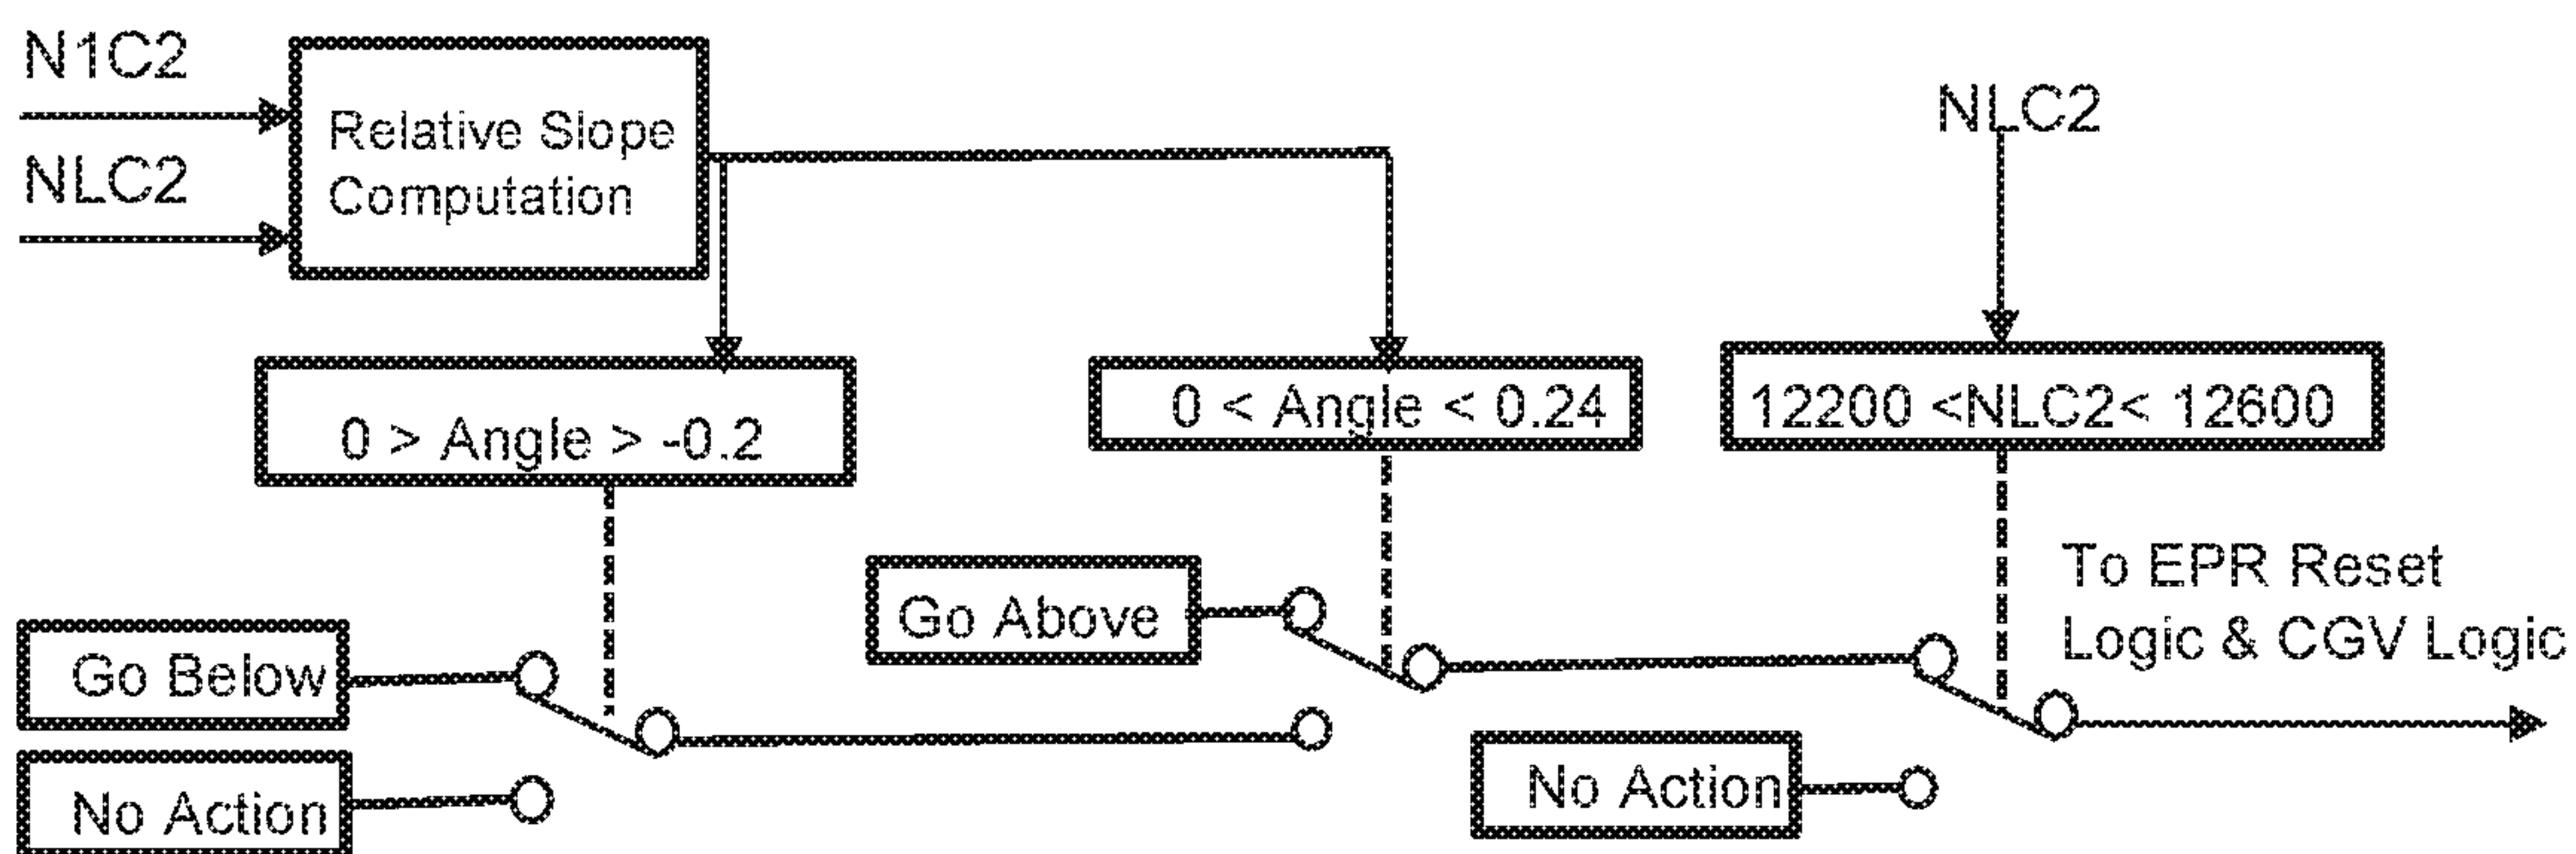 N1C2
NLC2
Relative Slope
Computation
NLC2
0 > Angle > -0.2
0 < Angle < 0.24
12200 <NLC2< 12600
To EPR Reset
Logic & CGV Logic
Go Above
Go Below
No Action
No Action